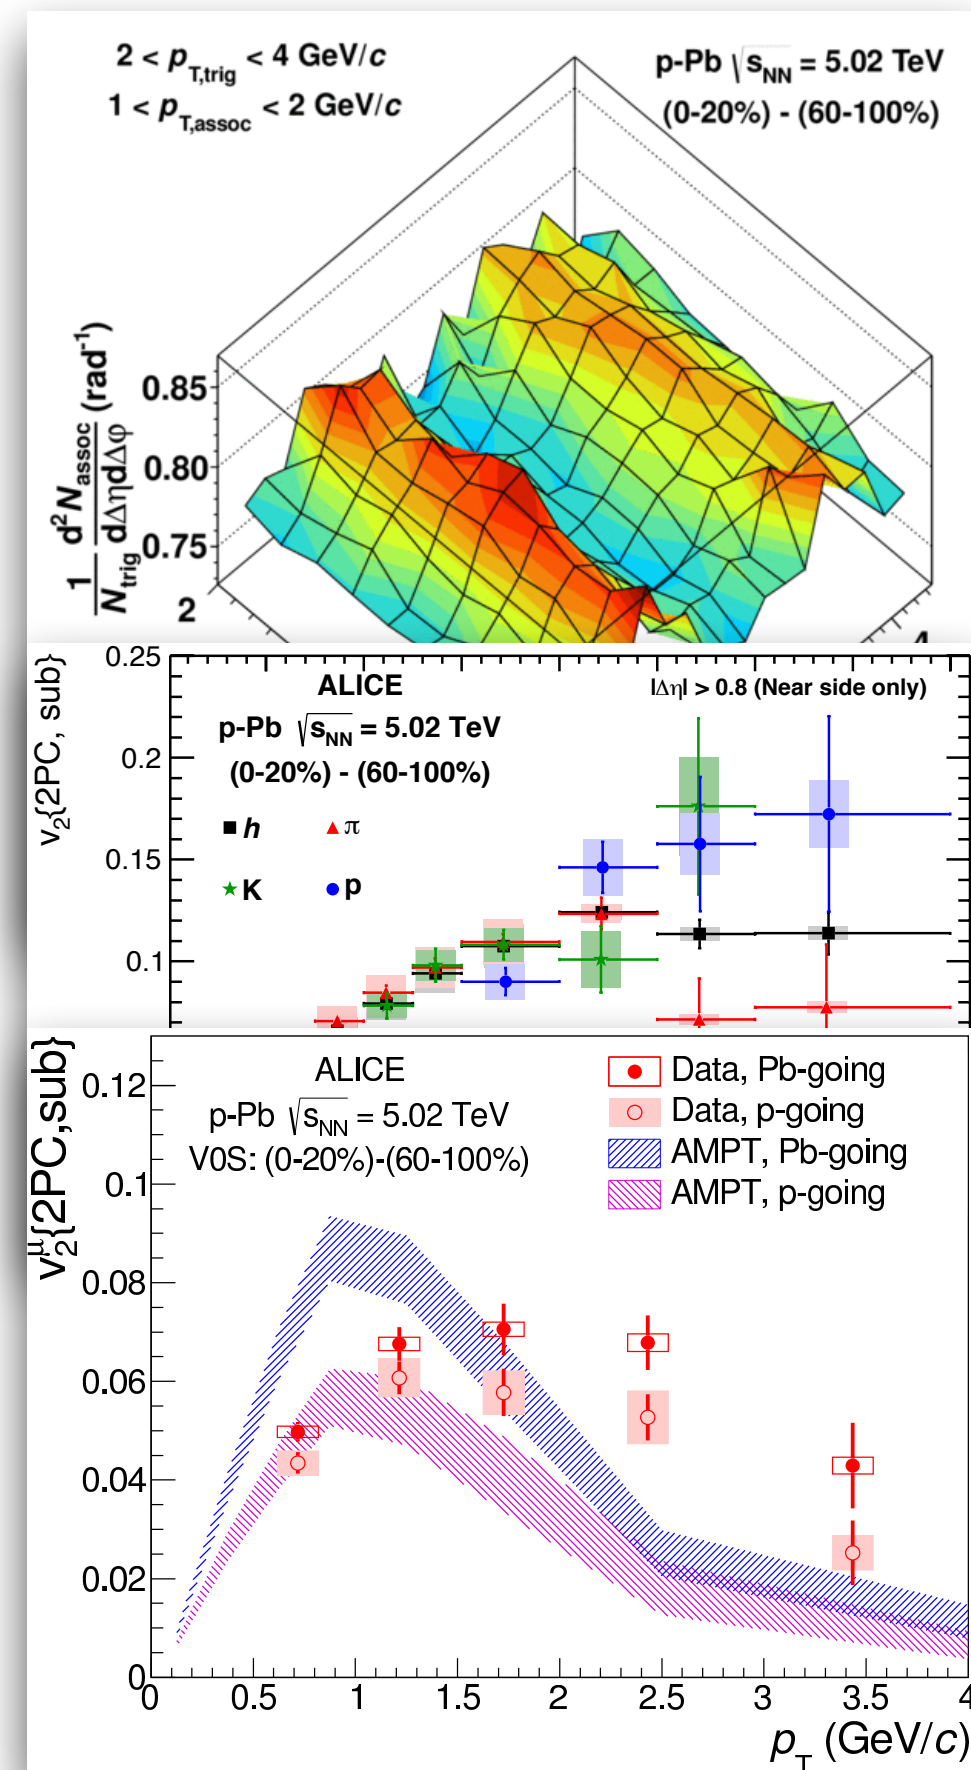 2 < p_T,trig < 4 GeV/c
1 < p_T,assoc < 2 GeV/c
p-Pb √s_NN = 5.02 TeV
(0-20%) - (60-100%)
1/N_trig d²N_assoc/dΔηdΔφ (rad⁻¹)
0.85
0.80
0.75
2
4
v₂{2PC, sub}
0.25
0.2
0.15
0.1
ALICE
p-Pb √s_NN = 5.02 TeV
(0-20%) - (60-100%)
h
π
K
p
|Δη| > 0.8 (Near side only)
v₂^μ{2PC,sub}
0.12
0.1
0.08
0.06
0.04
0.02
0
ALICE
p-Pb √s_NN = 5.02 TeV
V0S: (0-20%)-(60-100%)
Data, Pb-going
Data, p-going
AMPT, Pb-going
AMPT, p-going
0 0.5 1 1.5 2 2.5 3 3.5 4
p_T (GeV/c)